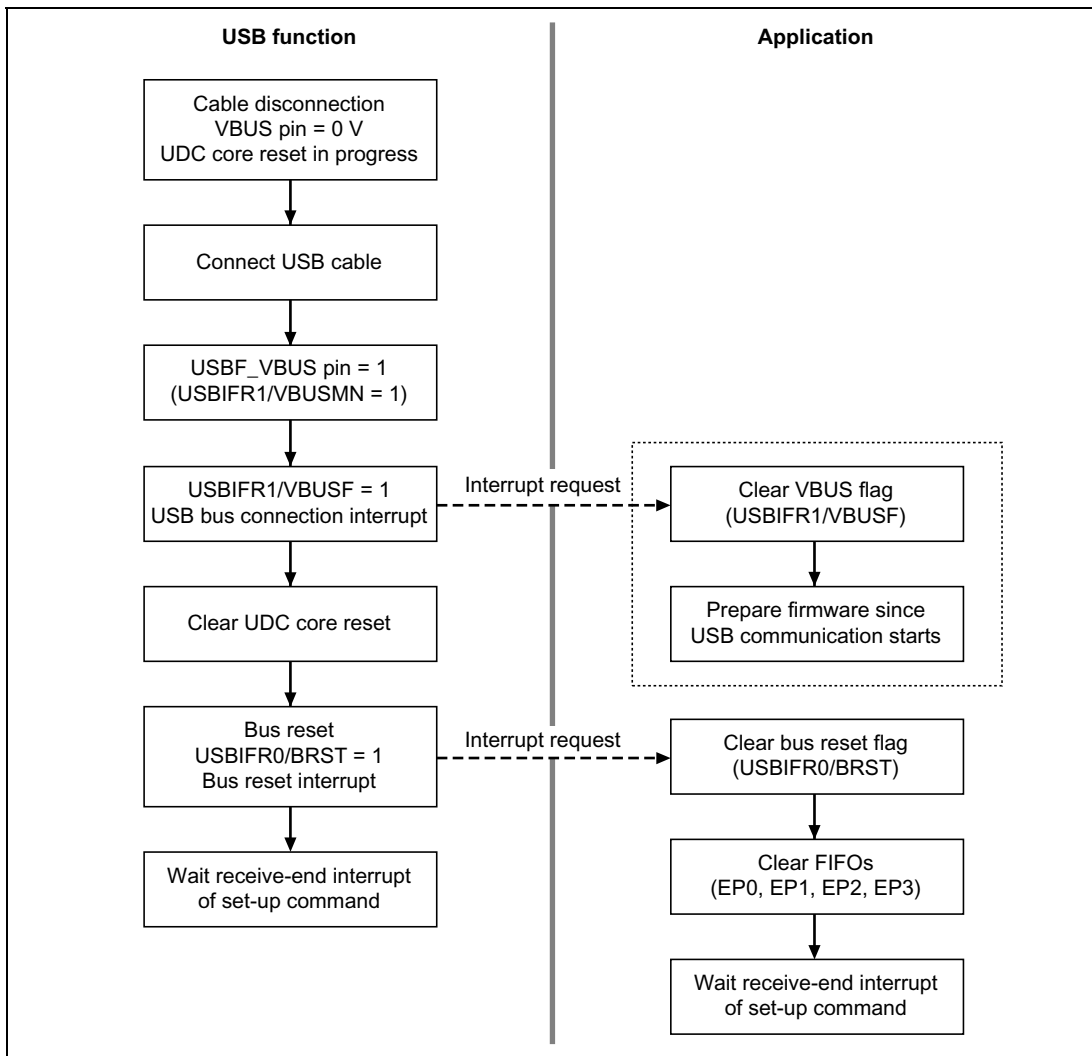 USB function
Application
Cable disconnection
VBUS pin = 0 V
UDC core reset in progress
Connect USB cable
USBF_VBUS pin = 1
(USBIFR1/VBUSMN = 1)
USBIFR1/VBUSF = 1
USB bus connection interrupt
Interrupt request
Clear VBUS flag
(USBIFR1/VBUSF)
Clear UDC core reset
Prepare firmware since
USB communication starts
Bus reset
USBIFR0/BRST = 1
Bus reset interrupt
Interrupt request
Clear bus reset flag
(USBIFR0/BRST)
Wait receive-end interrupt
of set-up command
Clear FIFOs
(EP0, EP1, EP2, EP3)
Wait receive-end interrupt
of set-up command